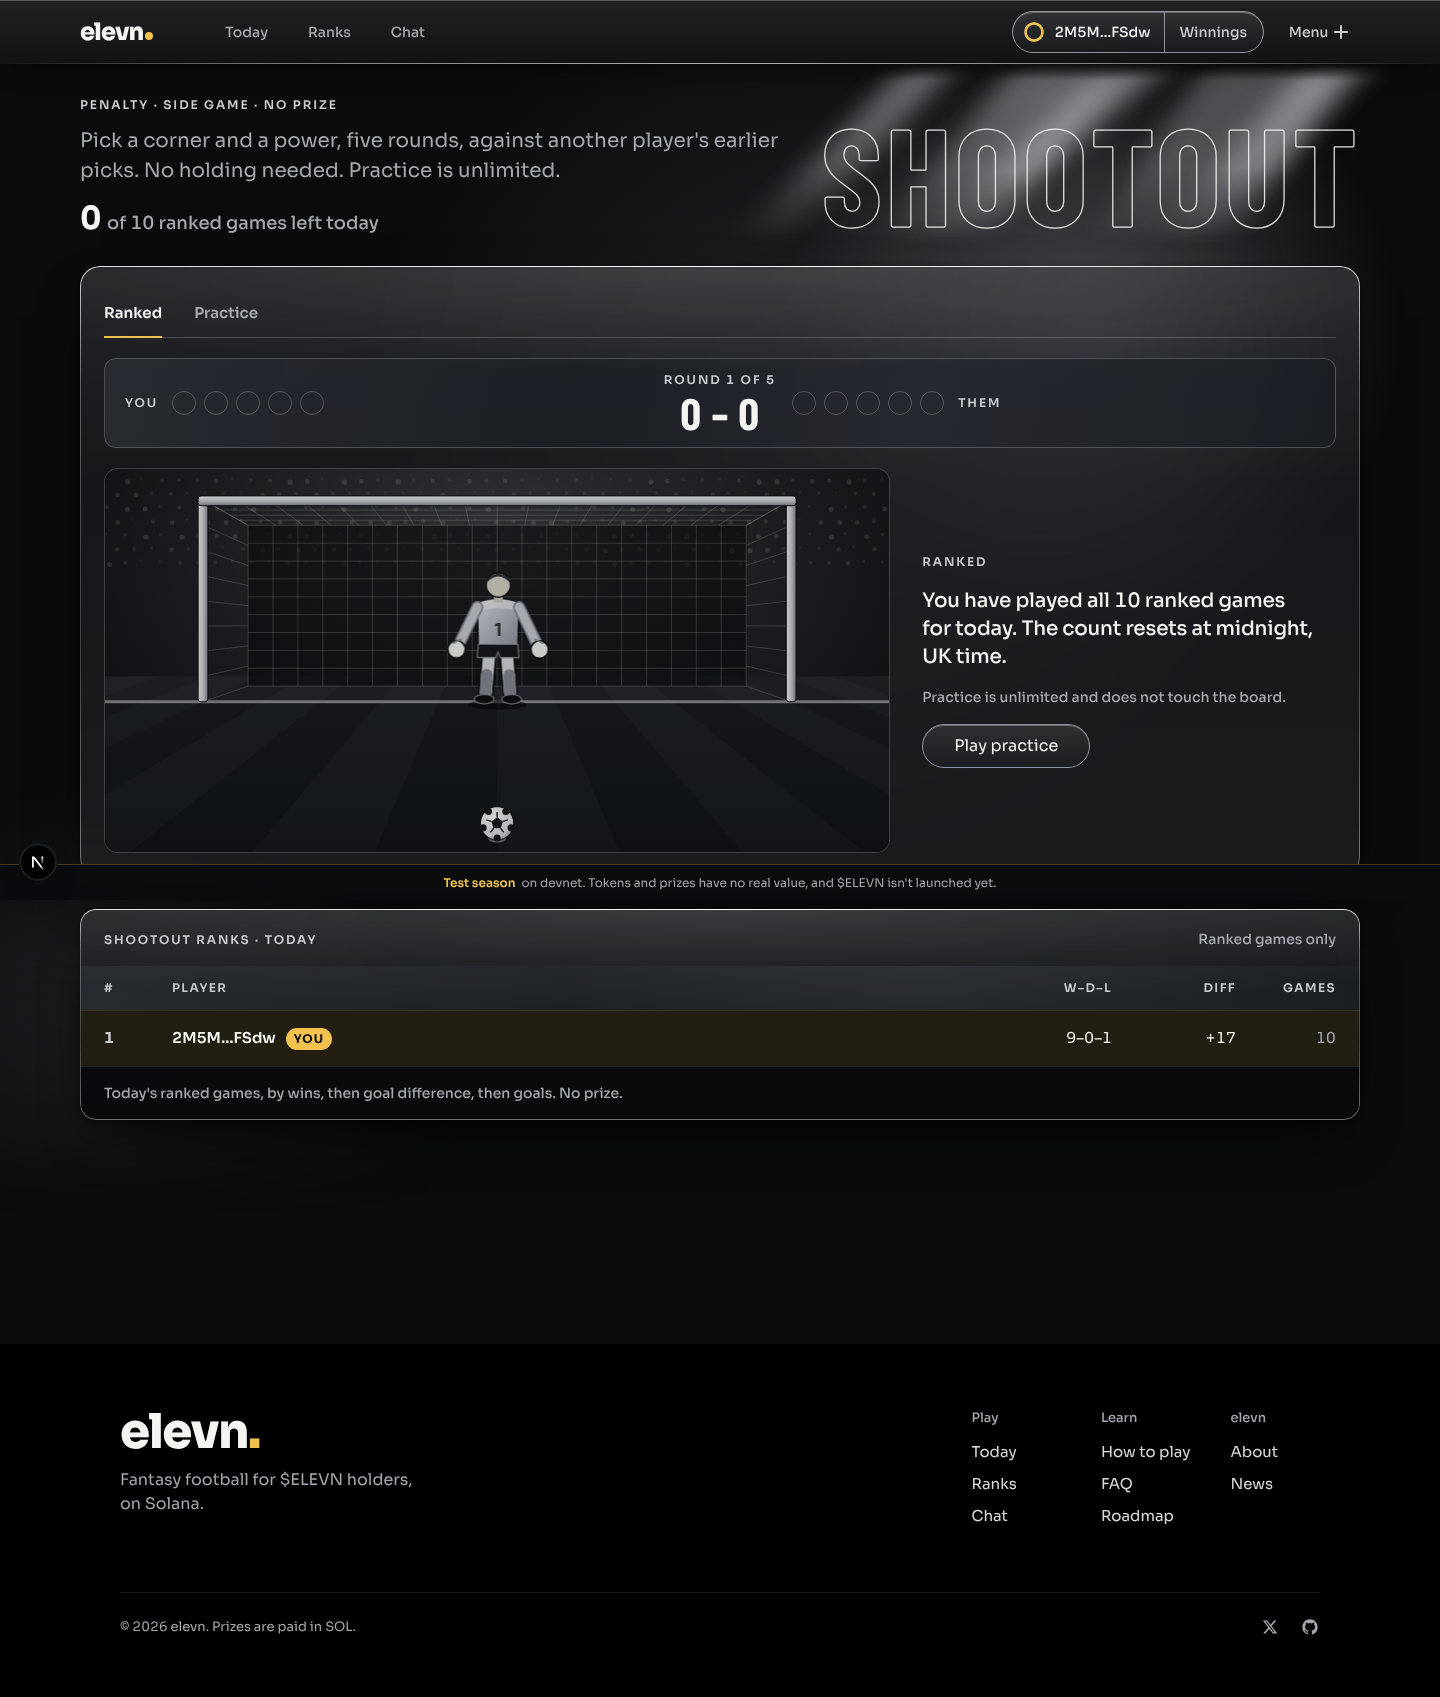 elevn.
Today
Ranks
Chat
2M5M...FSdw
Winnings
Menu
PENALTY · SIDE GAME · NO PRIZE
Pick a corner and a power, five rounds, against another player's earlier
picks. No holding needed. Practice is unlimited.
0 of 10 ranked games left today
SHOOTOUT
Ranked
Practice
YOU
ROUND 1 OF 5
0 - 0
THEM
1
RANKED
You have played all 10 ranked games
for today. The count resets at midnight,
UK time.
Practice is unlimited and does not touch the board.
Play practice
N
Test season on devnet. Tokens and prizes have no real value, and $ELEVN isn't launched yet.
SHOOTOUT RANKS · TODAY
Ranked games only
# PLAYER W–D–L DIFF GAMES
1 2M5M...FSdw YOU 9–0–1 +17 10
Today's ranked games, by wins, then goal difference, then goals. No prize.
elevn.
Fantasy football for $ELEVN holders,
on Solana.
Play
Today
Ranks
Chat
Learn
How to play
FAQ
Roadmap
elevn
About
News
© 2026 elevn. Prizes are paid in SOL.